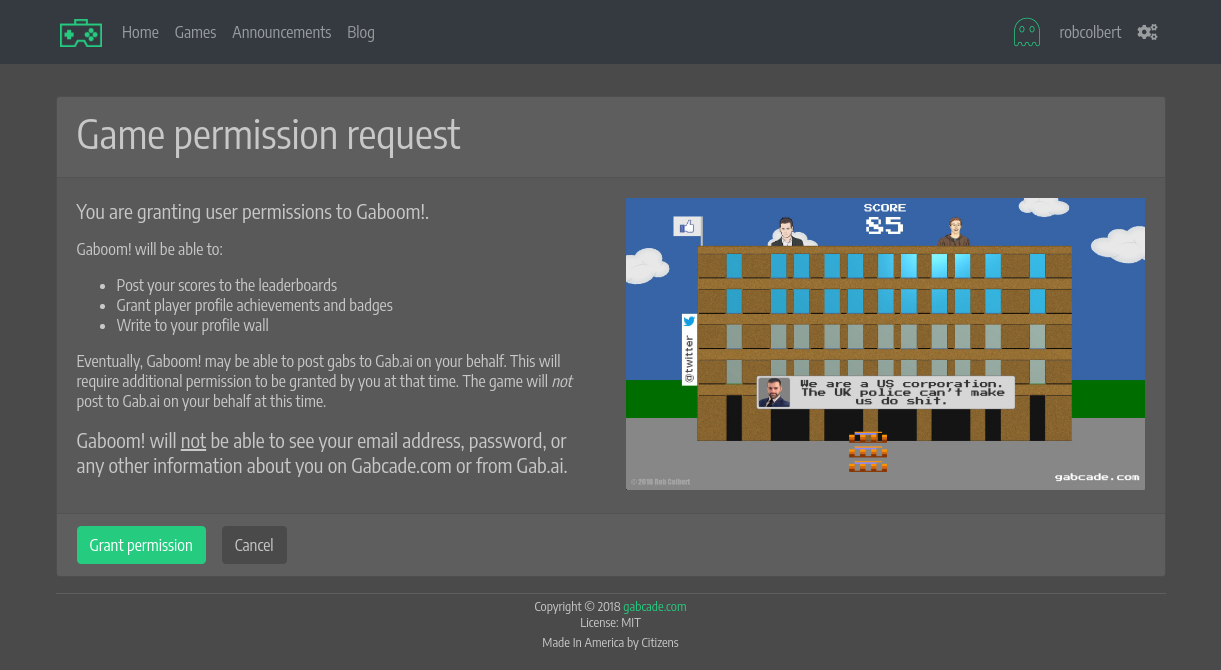 Home Games Announcements Blog robcolbert
Game permission request
You are granting user permissions to Gaboom!.
Gaboom! will be able to:
Post your scores to the leaderboards
Grant player profile achievements and badges
Write to your profile wall
Eventually, Gaboom! may be able to post gabs to Gab.ai on your behalf. This will
require additional permission to be granted by you at that time. The game will not
post to Gab.ai on your behalf at this time.
Gaboom! will not be able to see your email address, password, or
any other information about you on Gabcade.com or from Gab.ai.
SCORE
85
@twitter
We are a US corporation.
The UK police can't make
us do shit.
© 2018 Rob Colbert
gabcade.com
Grant permission Cancel
Copyright © 2018 gabcade.com
License: MIT
Made In America by Citizens